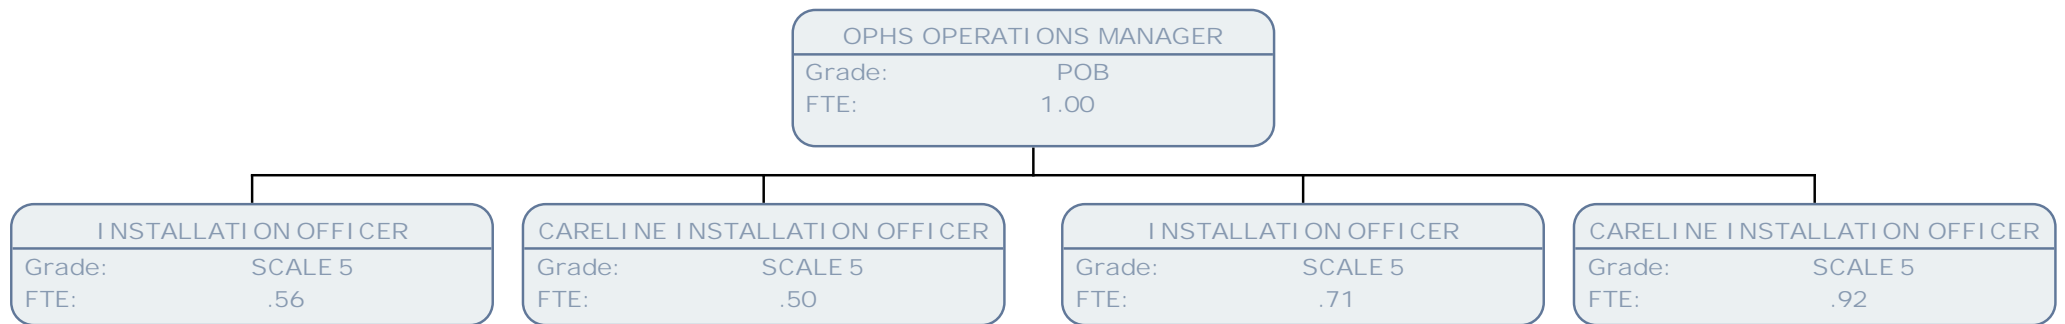 OPHS OPERATIONS MANAGER
Grade: POB
FTE: 1.00
INSTALLATION OFFICER
Grade: SCALE 5
FTE: .56
CARELINE INSTALLATION OFFICER
Grade: SCALE 5
FTE: .50
INSTALLATION OFFICER
Grade: SCALE 5
FTE: .71
CARELINE INSTALLATION OFFICER
Grade: SCALE 5
FTE: .92